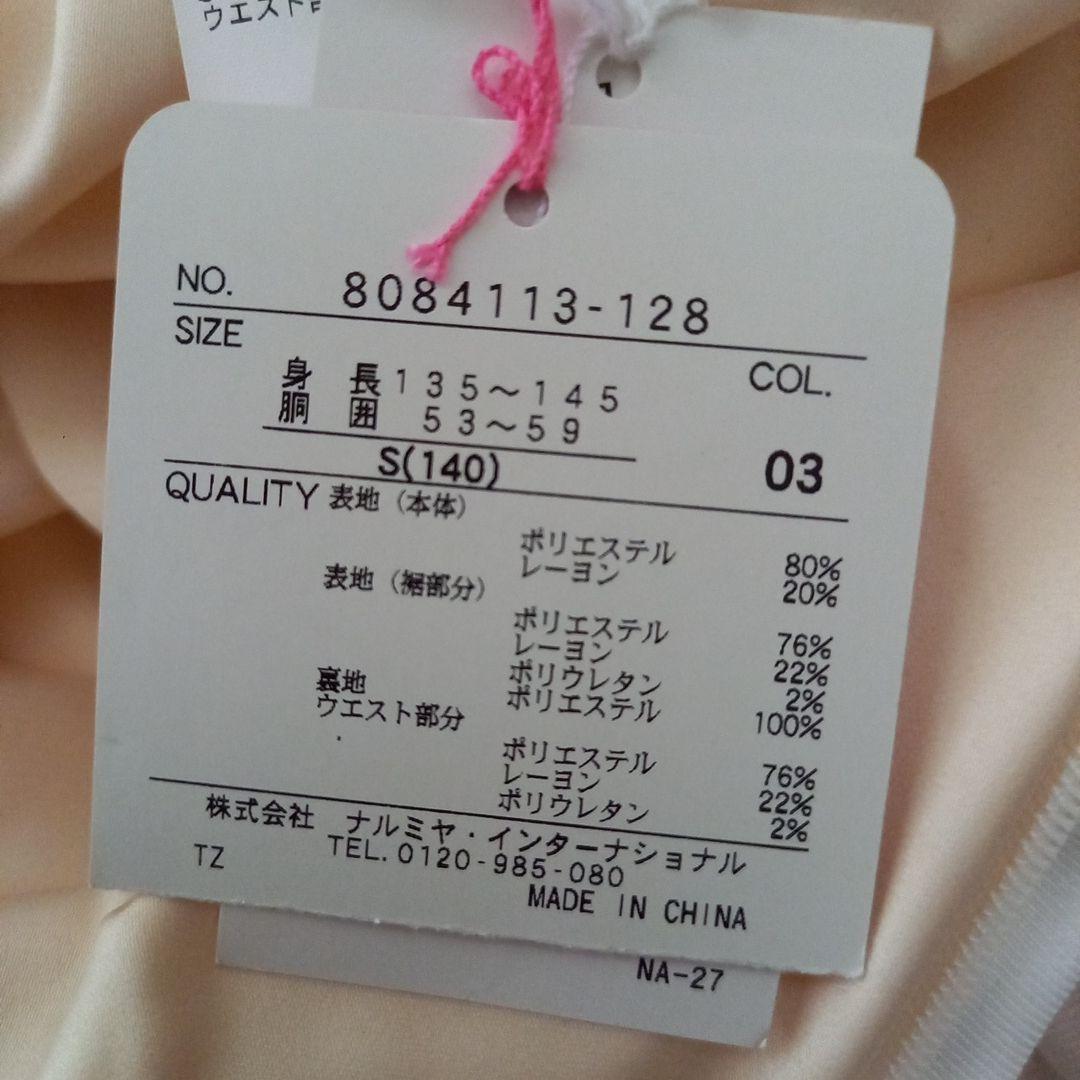 ウエスト
NO. 8084113-128
SIZE
COL.
身 長 135～145
胴 囲 53～59
S(140)
03
QUALITY 表地（本体）
ポリエステル 80%
レーヨン 20%
表地（裾部分）
ポリエステル 76%
レーヨン 22%
ポリウレタン 2%
裏地 ポリエステル 100%
ウエスト部分
ポリエステル 76%
レーヨン 22%
ポリウレタン 2%
株式会社 ナルミヤ・インターナショナル
TEL.0120-985-080
TZ
MADE IN CHINA
NA-27